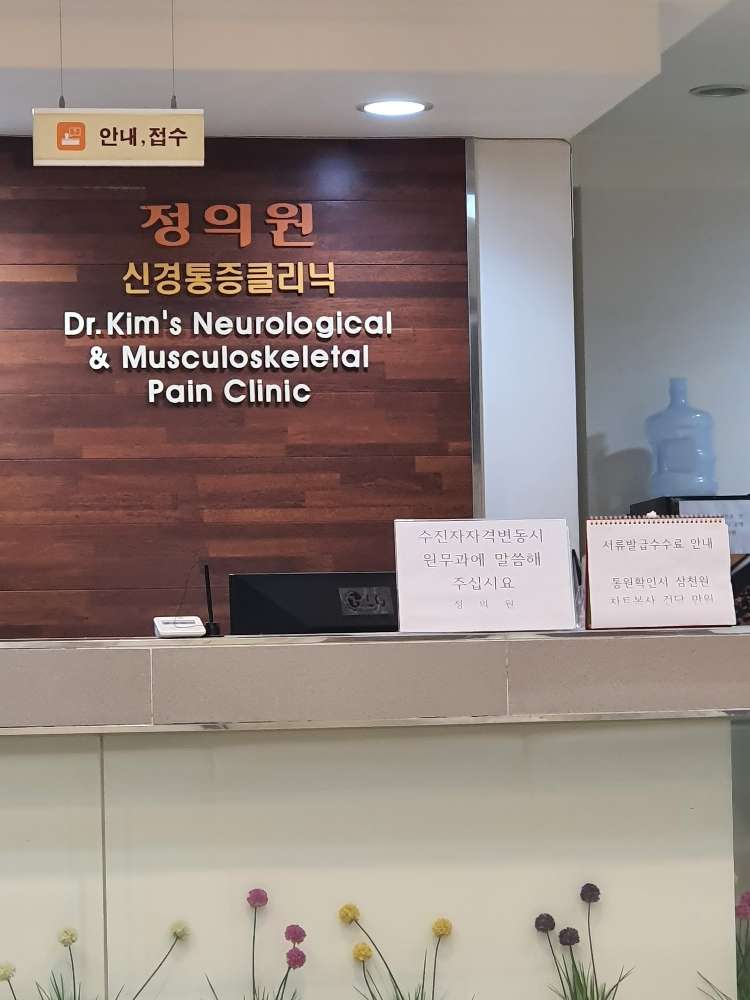 안내,접수
정의원
신경통증클리닉
Dr.Kim's Neurological
& Musculoskeletal
Pain Clinic
수진자자격변동시
원무과에 말씀해
주십시요
정 의 원
서류발급수수료 안내
통원확인서 삼천원
차트복사 건당 만원